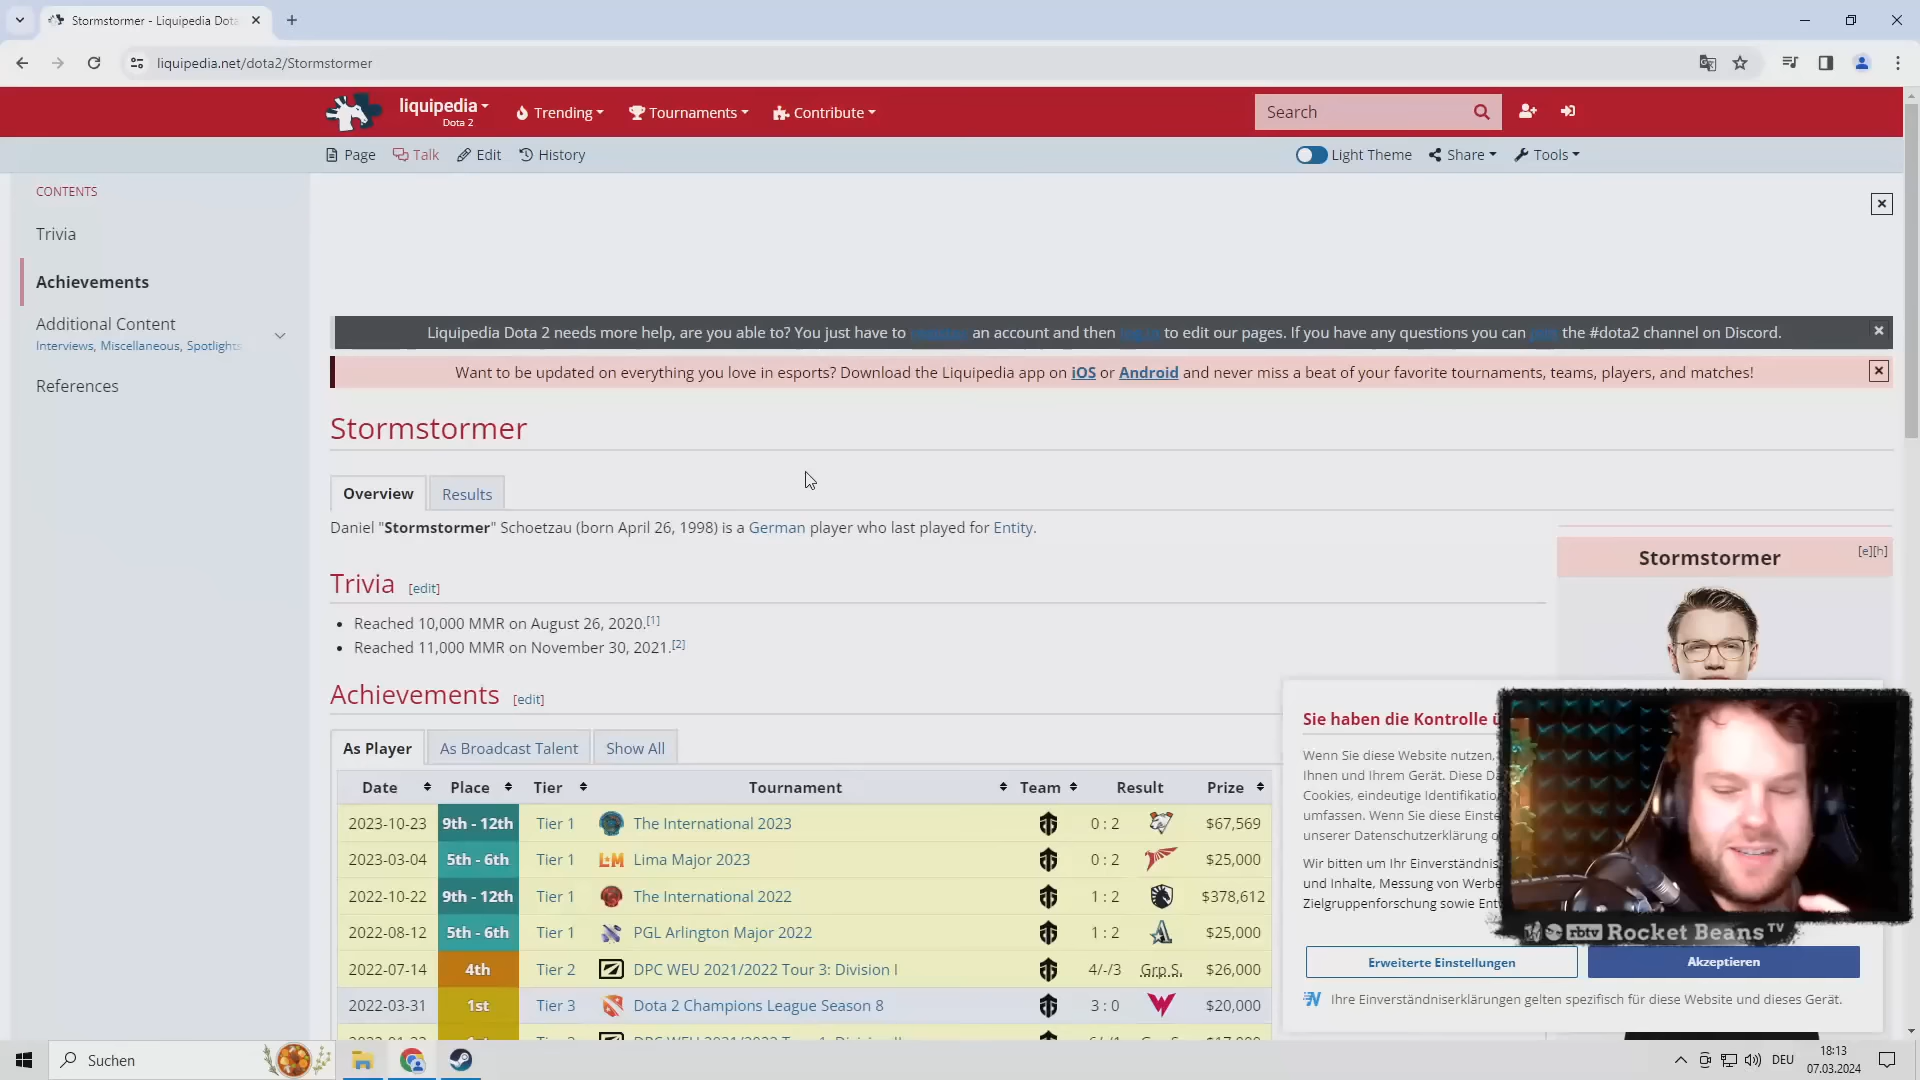 Stormstormer - Liquipedia Dota
liquipedia.net/dota2/Stormstormer
liquipedia
Dota 2
Trending
Tournaments
Contribute
Search
Page
Talk
Edit
History
Light Theme
Share
Tools
CONTENTS
Trivia
Achievements
Additional Content
Interviews, Miscellaneous, Spotlights
References
Liquipedia Dota 2 needs more help, are you able to? You just have to an account and then to edit our pages. If you have any questions you can the #dota2 channel on Discord.
Want to be updated on everything you love in esports? Download the Liquipedia app on iOS or Android and never miss a beat of your favorite tournaments, teams, players, and matches!
Stormstormer
Overview
Results
Daniel "Stormstormer" Schoetzau (born April 26, 1998) is a German player who last played for Entity.
Stormstormer
[e][h]
Trivia [edit]
• Reached 10,000 MMR on August 26, 2020.[1]
• Reached 11,000 MMR on November 30, 2021.[2]
Achievements [edit]
As Player
As Broadcast Talent
Show All
Date Place Tier Tournament Team Result Prize
2023-10-23 9th - 12th Tier 1 The International 2023 0 : 2 $67,569
2023-03-04 5th - 6th Tier 1 Lima Major 2023 0 : 2 $25,000
2022-10-22 9th - 12th Tier 1 The International 2022 1 : 2 $378,612
2022-08-12 5th - 6th Tier 1 PGL Arlington Major 2022 1 : 2 $25,000
2022-07-14 4th Tier 2 DPC WEU 2021/2022 Tour 3: Division I 4/-/3 Grp S. $26,000
2022-03-31 1st Tier 3 Dota 2 Champions League Season 8 3 : 0 $20,000
Sie haben die Kontrolle
Wenn Sie diese Website nutzen,
Ihnen und Ihrem Gerät. Diese
Cookies, eindeutige
umfassen. Wenn Sie diese
unserer Datenschutzerklärung
Wir bitten um Ihr
und Inhalte, Messung von
Zielgruppenforschung sowie
rbtv Rocket Beans TV
Erweiterte Einstellungen
Akzeptieren
Ihre Einverständniserklärungen gelten spezifisch für diese Website und dieses Gerät.
Suchen
DEU
18:13
07.03.2024